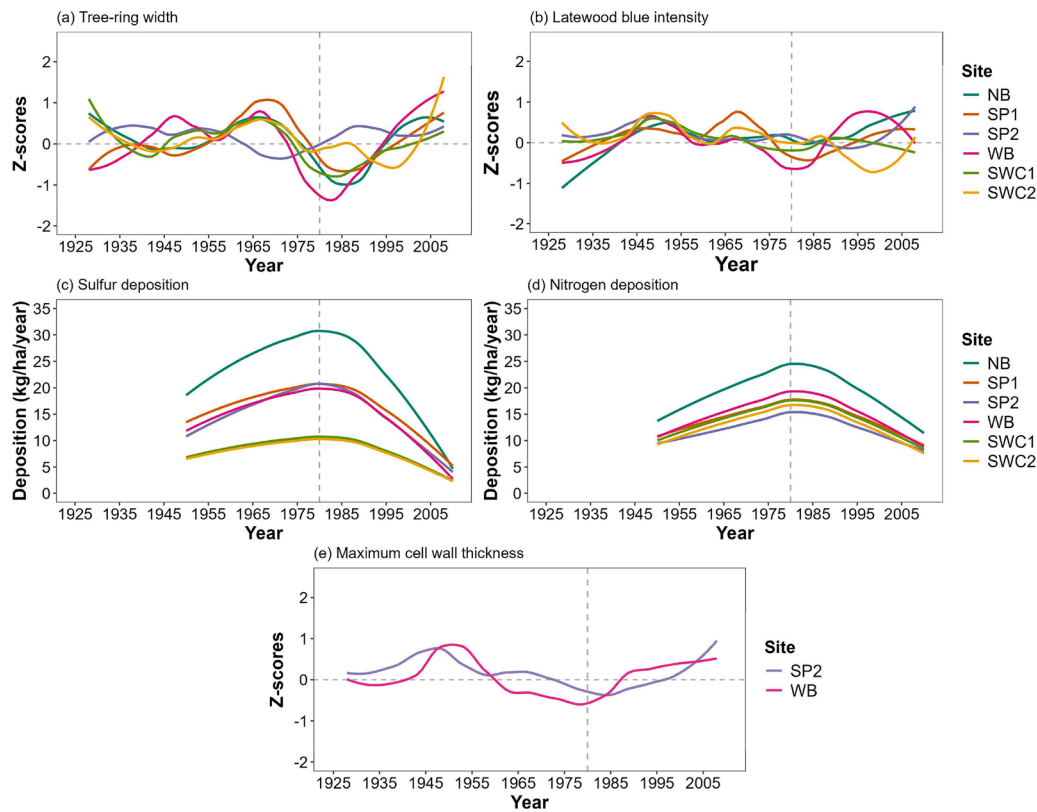 (a) Tree-ring width
(b) Latewood blue intensity
Z-scores
2
1
0
-1
-2
1925 1935 1945 1955 1965 1975 1985 1995 2005
Year
Z-scores
2
1
0
-1
-2
1925 1935 1945 1955 1965 1975 1985 1995 2005
Year
Site
NB
SP1
SP2
WB
SWC1
SWC2
(c) Sulfur deposition
(d) Nitrogen deposition
Deposition (kg/ha/year)
35
30
25
20
15
10
5
0
1925 1935 1945 1955 1965 1975 1985 1995 2005
Year
Deposition (kg/ha/year)
35
30
25
20
15
10
5
0
1925 1935 1945 1955 1965 1975 1985 1995 2005
Year
Site
NB
SP1
SP2
WB
SWC1
SWC2
(e) Maximum cell wall thickness
Z-scores
2
1
0
-1
-2
1925 1935 1945 1955 1965 1975 1985 1995 2005
Year
Site
SP2
WB